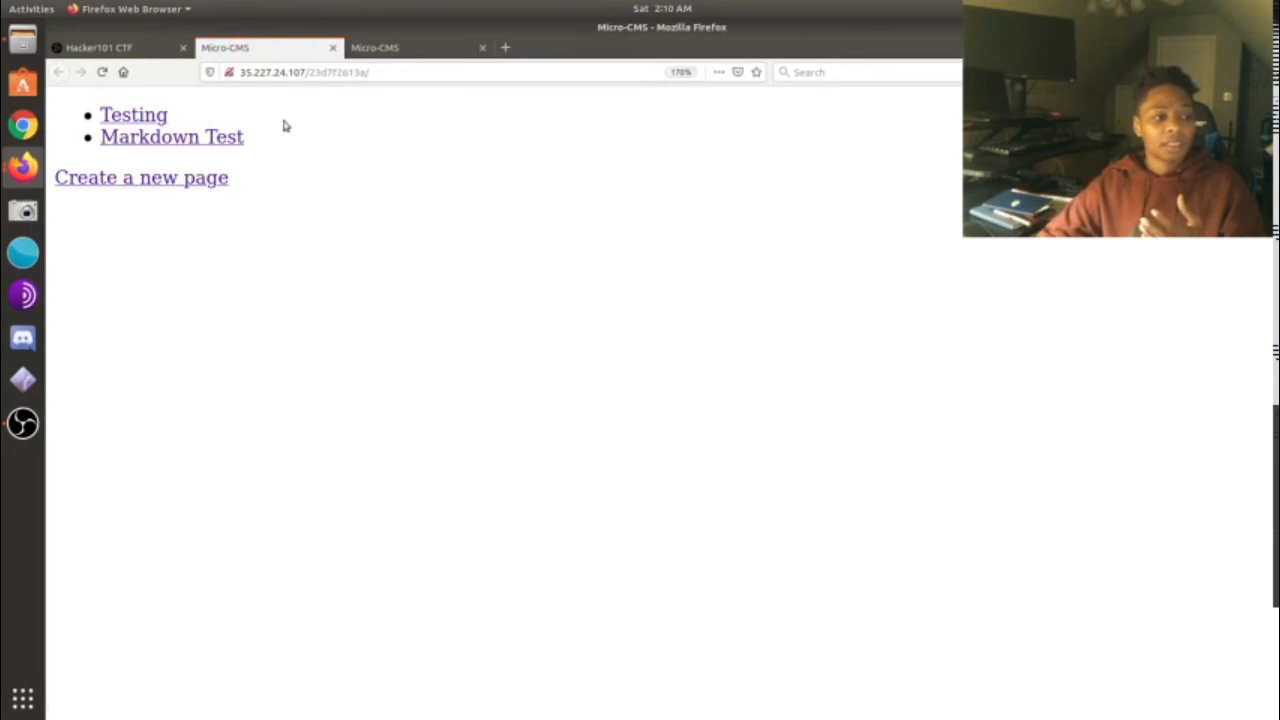 Activities Firefox Web Browser Sat 2:10 AM
Micro-CMS - Mozilla Firefox
Hacker101 CTF Micro-CMS Micro-CMS
35.227.24.107/23d7f2613a/ 170% Search
Testing
Markdown Test
Create a new page